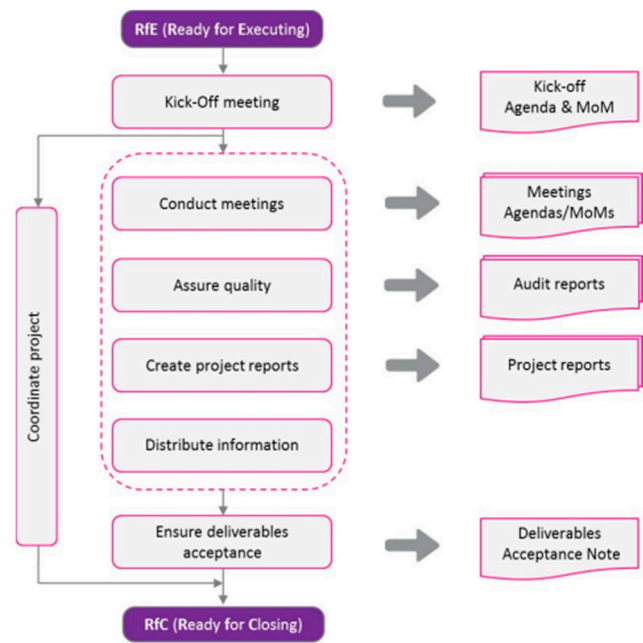 RfE (Ready for Executing)
Kick-Off meeting
Kick-off
Agenda & MoM
Conduct meetings
Meetings
Agendas/MoMs
Assure quality
Audit reports
Coordinate project
Create project reports
Project reports
Distribute information
Ensure deliverables
acceptance
Deliverables
Acceptance Note
RfC (Ready for Closing)